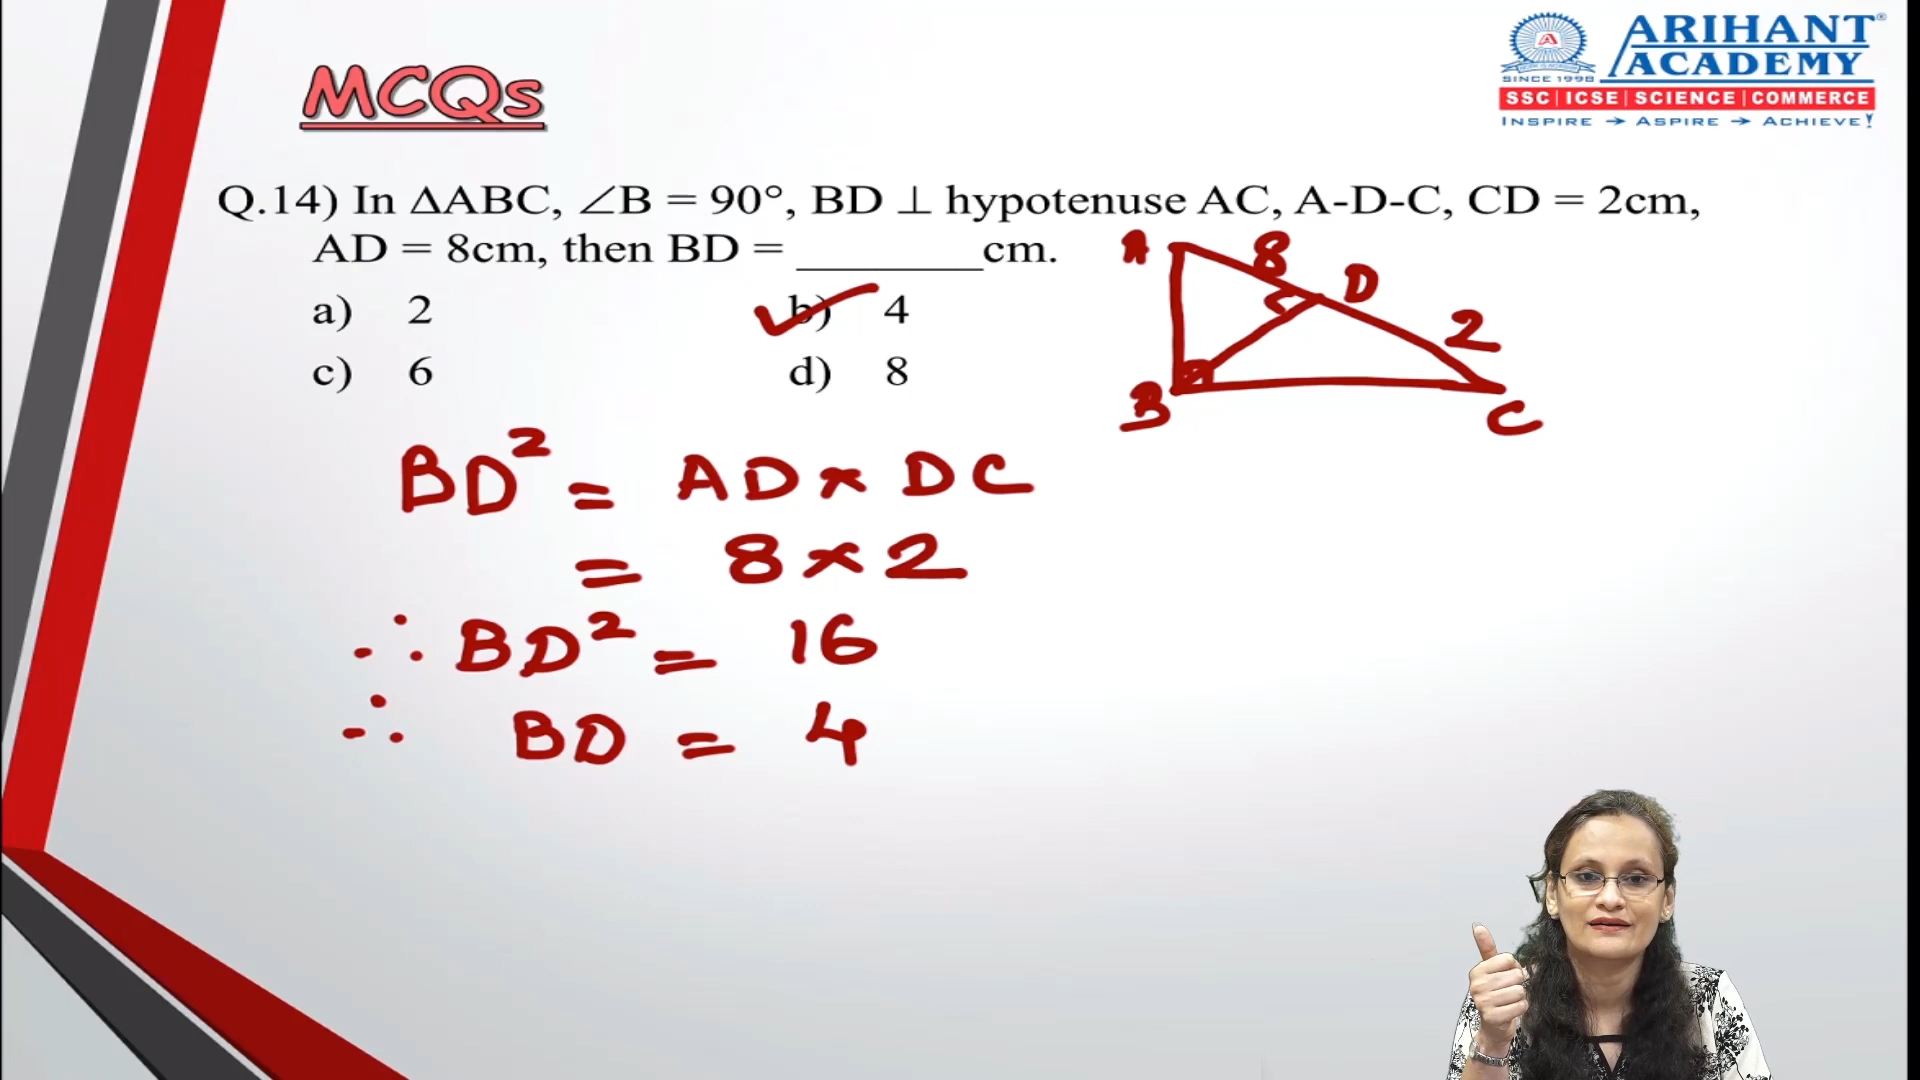 MCQs
A
SINCE 1998
ARIHANT®
ACADEMY
SSC | ICSE | SCIENCE | COMMERCE
INSPIRE → ASPIRE → ACHIEVE!
Q.14) In ΔABC, ∠B = 90°, BD ⊥ hypotenuse AC, A-D-C, CD = 2cm,
AD = 8cm, then BD = ________cm.
a) 2
b) 4
c) 6
d) 8
A
8
D
2
B
C
BD² = AD × DC
= 8 × 2
∴ BD² = 16
∴ BD = 4